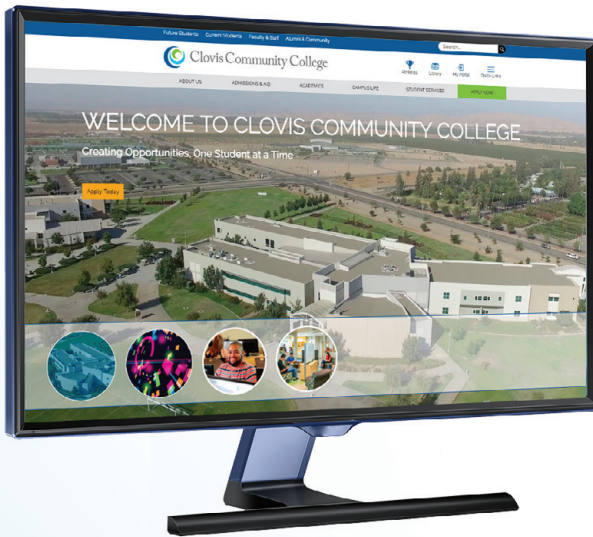 Future Students Current Students Faculty & Staff Alumni & Community
Search...
Clovis Community College
Athletics Library My Portal Quick Links
ABOUT US ADMISSIONS & AID ACADEMICS CAMPUS LIFE STUDENT SERVICES APPLY NOW
WELCOME TO CLOVIS COMMUNITY COLLEGE
Creating Opportunities, One Student at a Time
Apply Today